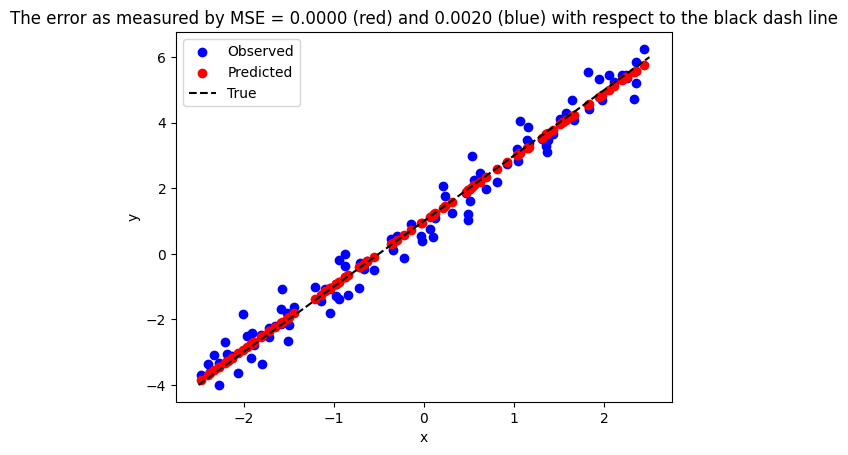 The error as measured by MSE = 0.0000 (red) and 0.0020 (blue) with respect to the black dash line
Observed
Predicted
True
y
6
4
2
0
−2
−4
−2
−1
0
1
2
x